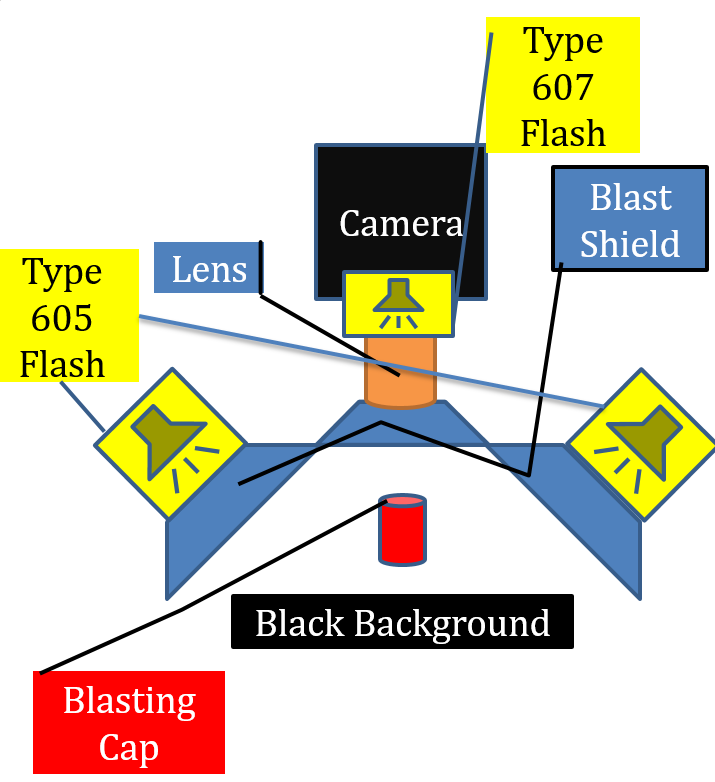 Type
607
Flash
Blast
Shield
Camera
Lens
Type
605
Flash
Black Background
Blasting
Cap